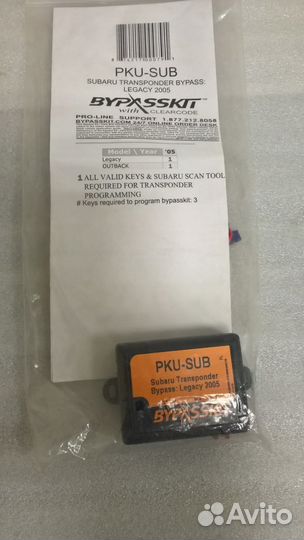 PKU-SUB
SUBARU TRANSPONDER BYPASS:
LEGACY 2005
BYPASSKIT™
with CLEARCODE
PRO-LINE SUPPORT 1.877.212.8058
BYPASSKIT.COM 24/7 ONLINE ORDER DESK
Model \ Year '05
Legacy 1
OUTBACK 1
1 ALL VALID KEYS & SUBARU SCAN TOOL
REQUIRED FOR TRANSPONDER
PROGRAMMING
# Keys required to program bypasskit: 3
PKU-SUB
Subaru Transponder
Bypass: Legacy 2005
BYPASSKIT
Avito